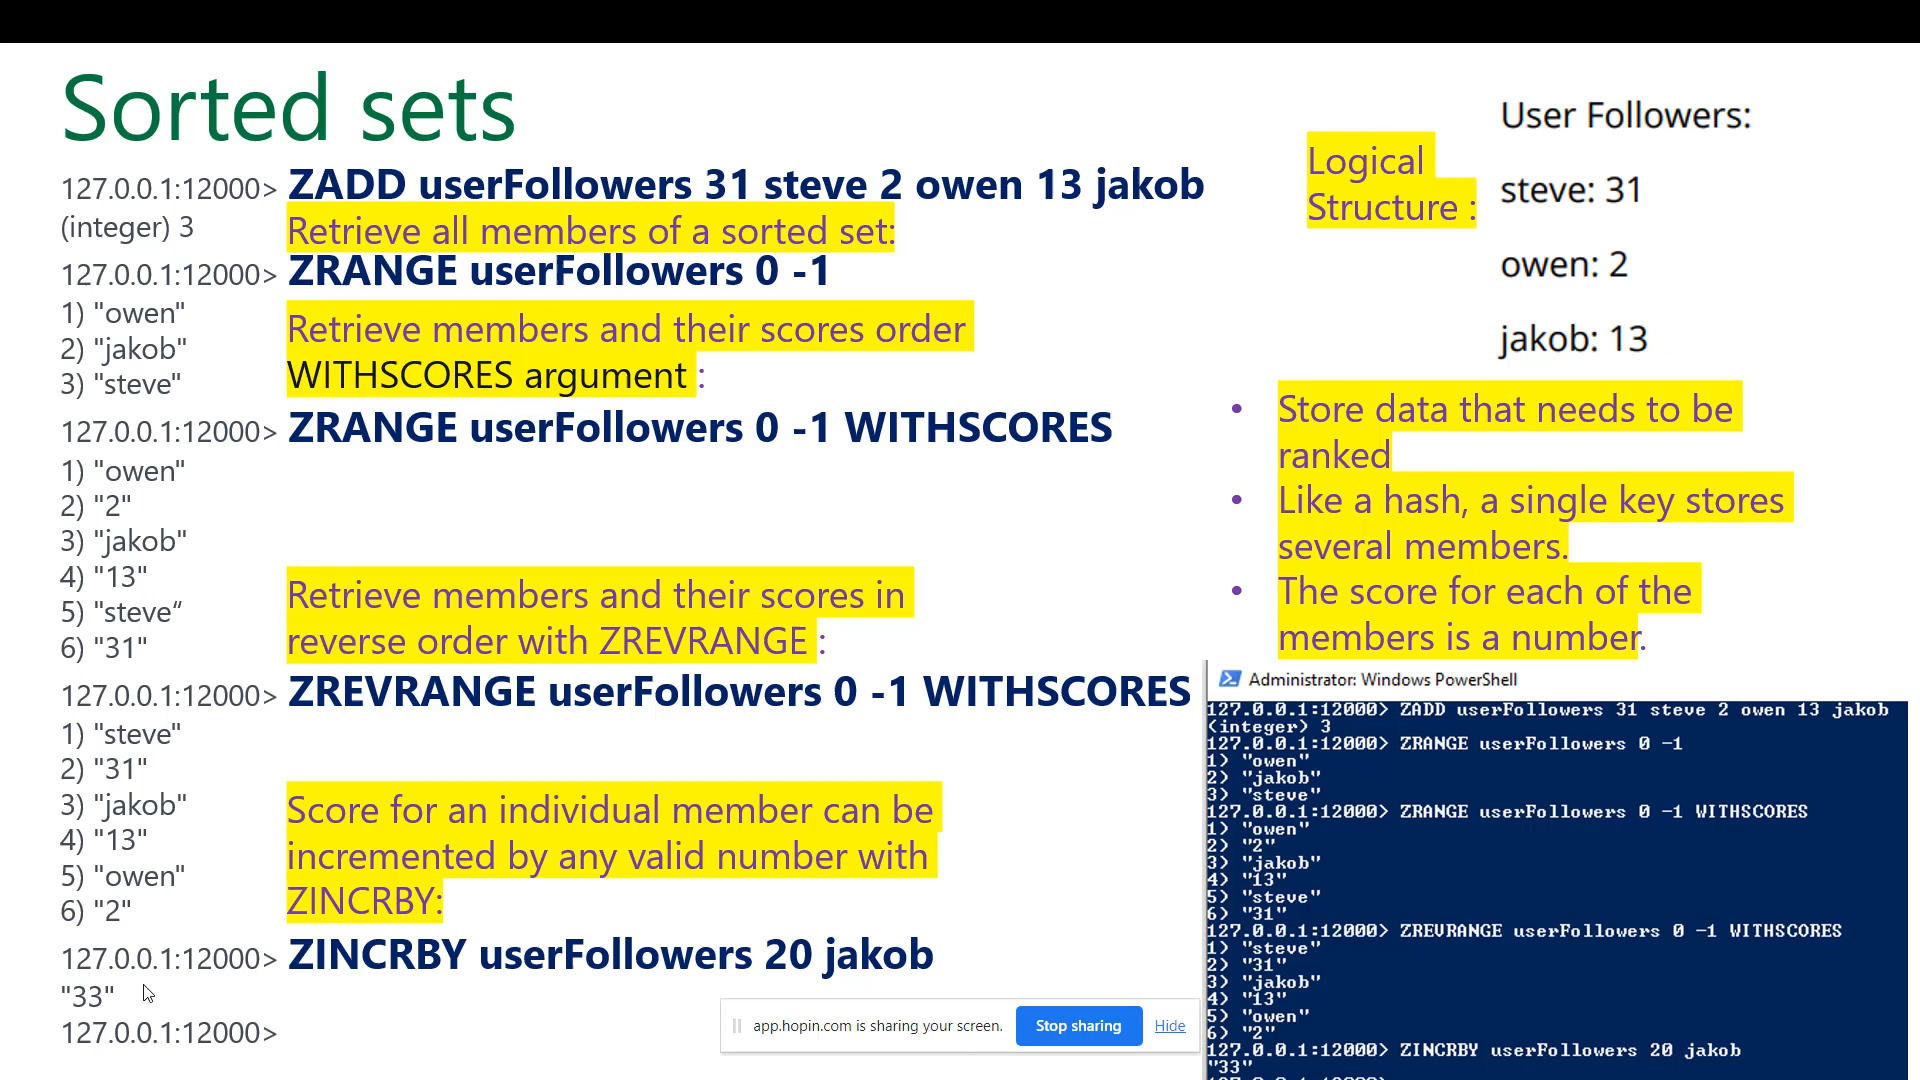 Sorted sets
127.0.0.1:12000> ZADD userFollowers 31 steve 2 owen 13 jakob
(integer) 3
Retrieve all members of a sorted set:
127.0.0.1:12000> ZRANGE userFollowers 0 -1
1) "owen"
2) "jakob"
3) "steve"
Retrieve members and their scores order
WITHSCORES argument :
127.0.0.1:12000> ZRANGE userFollowers 0 -1 WITHSCORES
1) "owen"
2) "2"
3) "jakob"
4) "13"
5) "steve“
6) "31"
Retrieve members and their scores in
reverse order with ZREVRANGE :
127.0.0.1:12000> ZREVRANGE userFollowers 0 -1 WITHSCORES
1) "steve"
2) "31"
3) "jakob"
4) "13"
5) "owen"
6) "2"
Score for an individual member can be
incremented by any valid number with
ZINCRBY:
127.0.0.1:12000> ZINCRBY userFollowers 20 jakob
"33"
127.0.0.1:12000>
Logical
Structure :
User Followers:
steve: 31
owen: 2
jakob: 13
• Store data that needs to be
ranked
• Like a hash, a single key stores
several members.
• The score for each of the
members is a number.
Administrator: Windows PowerShell
127.0.0.1:12000> ZADD userFollowers 31 steve 2 owen 13 jakob
(integer) 3
127.0.0.1:12000> ZRANGE userFollowers 0 -1
1) "owen"
2) "jakob"
3) "steve"
127.0.0.1:12000> ZRANGE userFollowers 0 -1 WITHSCORES
1) "owen"
2) "2"
3) "jakob"
4) "13"
5) "steve"
6) "31"
127.0.0.1:12000> ZREVRANGE userFollowers 0 -1 WITHSCORES
1) "steve"
2) "31"
3) "jakob"
4) "13"
5) "owen"
6) "2"
127.0.0.1:12000> ZINCRBY userFollowers 20 jakob
"33"
app.hopin.com is sharing your screen.
Stop sharing
Hide